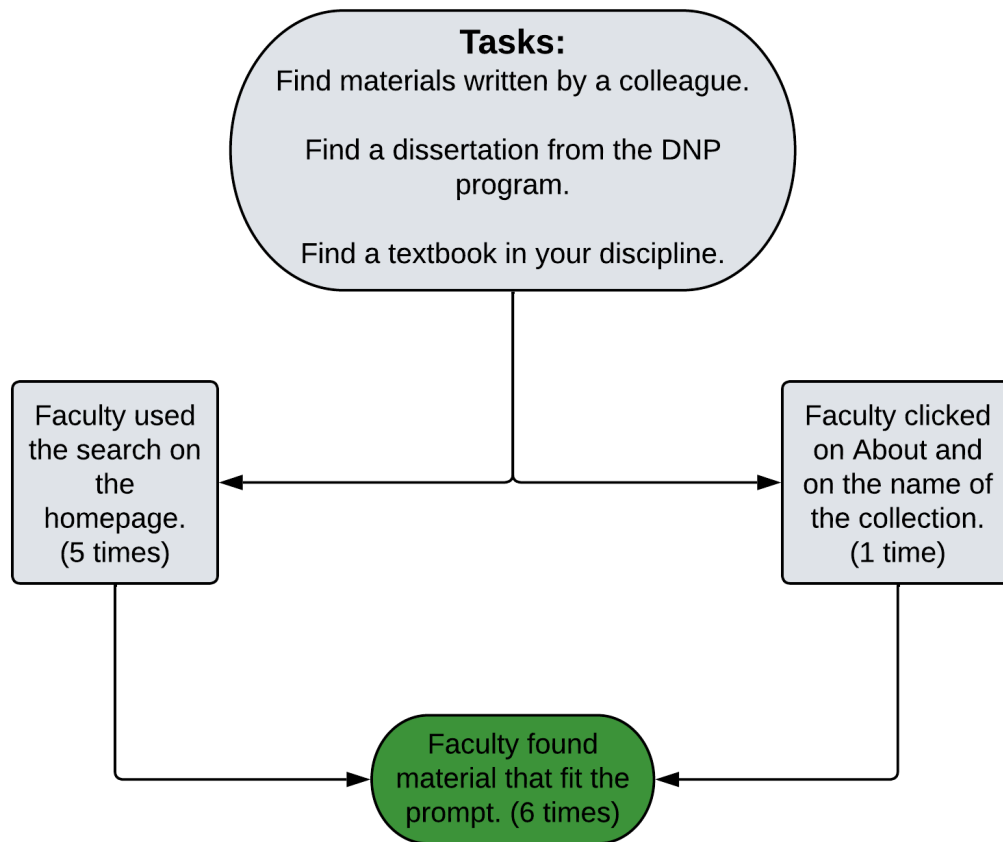 Tasks:
Find materials written by a colleague.
Find a dissertation from the DNP
program.
Find a textbook in your discipline.
Faculty used
the search on
the
homepage.
(5 times)
Faculty clicked
on About and
on the name of
the collection.
(1 time)
Faculty found
material that fit the
prompt. (6 times)